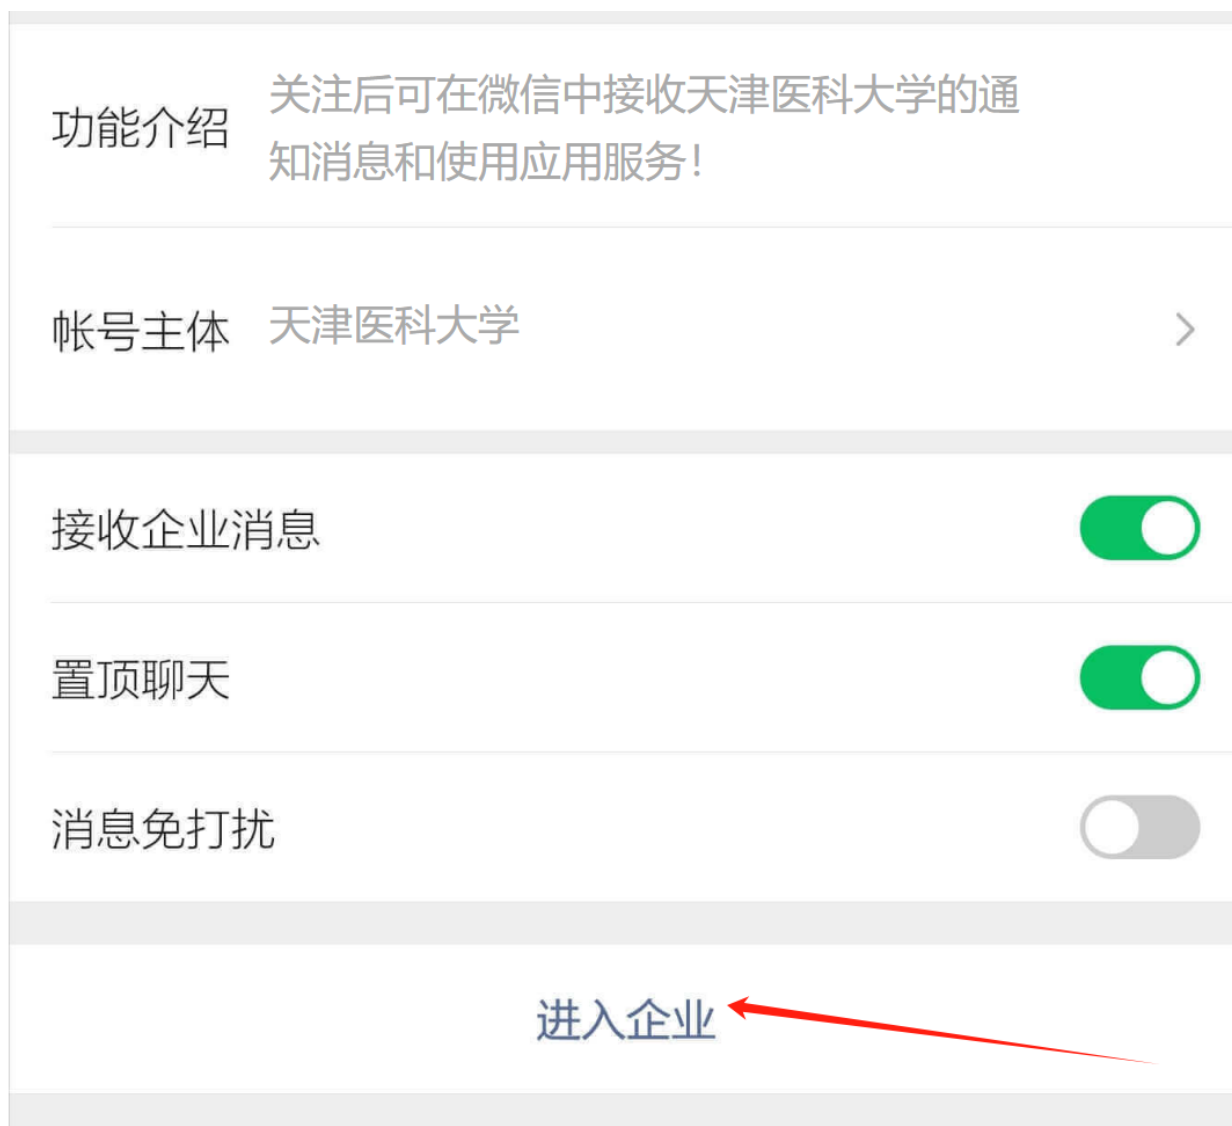 功能介绍
关注后可在微信中接收天津医科大学的通
知消息和使用应用服务！
帐号主体
天津医科大学
接收企业消息
置顶聊天
消息免打扰
进入企业